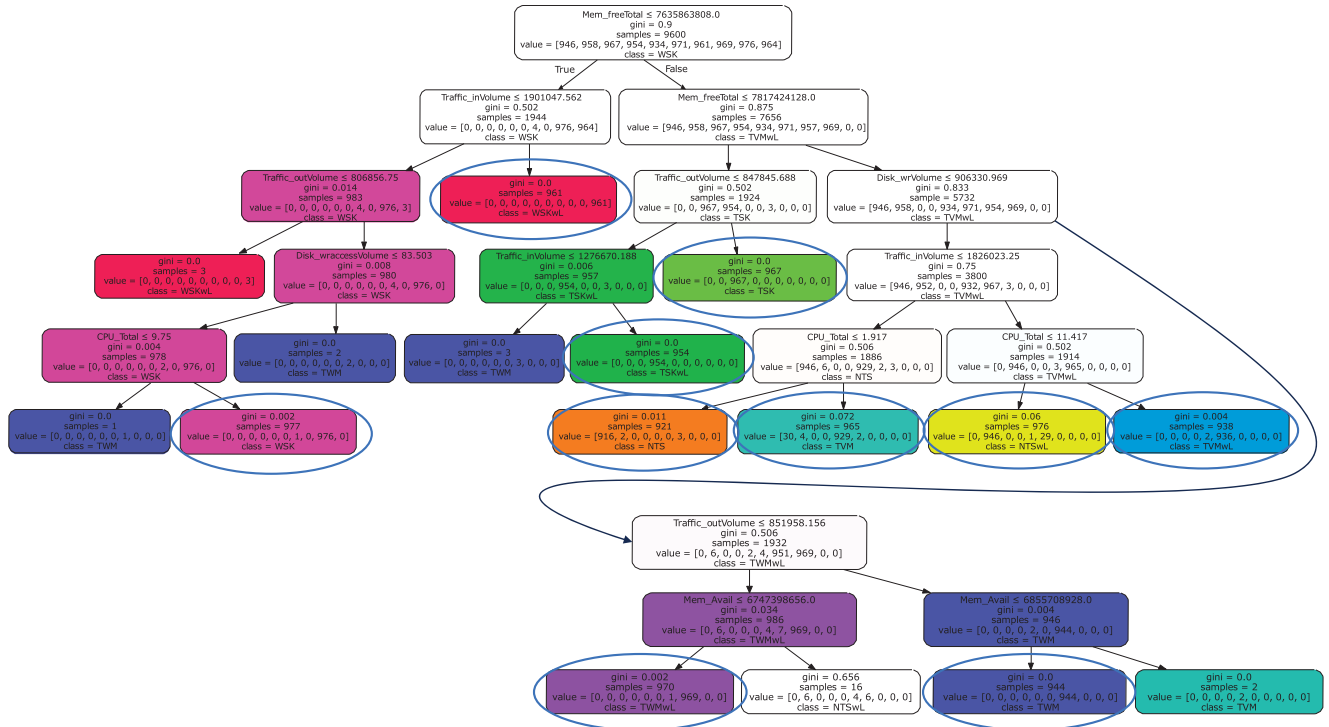 Mem_freeTotal ≤ 7635863808.0
gini = 0.9
samples = 9600
value = [946, 958, 967, 954, 934, 971, 961, 969, 976, 964]
class = WSK
True
False
Traffic_inVolume ≤ 1901047.562
gini = 0.502
samples = 1944
value = [0, 0, 0, 0, 0, 0, 4, 0, 976, 964]
class = WSK
Mem_freeTotal ≤ 7817424128.0
gini = 0.875
samples = 7656
value = [946, 958, 967, 954, 934, 971, 957, 969, 0, 0]
class = TVMwL
Traffic_outVolume ≤ 806856.75
gini = 0.014
samples = 983
value = [0, 0, 0, 0, 0, 0, 4, 0, 976, 3]
class = WSK
gini = 0.0
samples = 961
value = [0, 0, 0, 0, 0, 0, 0, 0, 0, 961]
class = WSKwL
Traffic_outVolume ≤ 847845.688
gini = 0.502
samples = 1924
value = [0, 0, 967, 954, 0, 0, 3, 0, 0, 0]
class = TSK
Disk_wrVolume ≤ 906330.969
gini = 0.833
samples = 5732
value = [946, 958, 0, 0, 934, 971, 954, 969, 0, 0]
class = TVMwL
gini = 0.0
samples = 3
value = [0, 0, 0, 0, 0, 0, 0, 0, 0, 3]
class = WSKwL
Disk_wraccessVolume ≤ 83.503
gini = 0.008
samples = 980
value = [0, 0, 0, 0, 0, 0, 4, 0, 976, 0]
class = WSK
Traffic_inVolume ≤ 1276670.188
gini = 0.006
samples = 957
value = [0, 0, 0, 954, 0, 0, 3, 0, 0, 0]
class = TSKwL
gini = 0.0
samples = 967
value = [0, 0, 967, 0, 0, 0, 0, 0, 0, 0]
class = TSK
Traffic_inVolume ≤ 1826023.25
gini = 0.75
samples = 3800
value = [946, 952, 0, 0, 932, 967, 3, 0, 0, 0]
class = TVMwL
CPU_Total ≤ 9.75
gini = 0.004
samples = 978
value = [0, 0, 0, 0, 0, 0, 2, 0, 976, 0]
class = WSK
gini = 0.0
samples = 2
value = [0, 0, 0, 0, 0, 0, 2, 0, 0, 0]
class = TWM
gini = 0.0
samples = 3
value = [0, 0, 0, 0, 0, 0, 3, 0, 0, 0]
class = TWM
gini = 0.0
samples = 954
value = [0, 0, 0, 954, 0, 0, 0, 0, 0, 0]
class = TSKwL
CPU_Total ≤ 1.917
gini = 0.506
samples = 1886
value = [946, 6, 0, 0, 929, 2, 3, 0, 0, 0]
class = NTS
CPU_Total ≤ 11.417
gini = 0.502
samples = 1914
value = [0, 946, 0, 0, 3, 965, 0, 0, 0, 0]
class = TVMwL
gini = 0.0
samples = 1
value = [0, 0, 0, 0, 0, 0, 1, 0, 0, 0]
class = TWM
gini = 0.002
samples = 977
value = [0, 0, 0, 0, 0, 0, 1, 0, 976, 0]
class = WSK
gini = 0.011
samples = 921
value = [916, 2, 0, 0, 0, 0, 3, 0, 0, 0]
class = NTS
gini = 0.072
samples = 965
value = [30, 4, 0, 0, 929, 2, 0, 0, 0, 0]
class = TVM
gini = 0.06
samples = 976
value = [0, 946, 0, 0, 1, 29, 0, 0, 0, 0]
class = NTSwL
gini = 0.004
samples = 938
value = [0, 0, 0, 0, 2, 936, 0, 0, 0, 0]
class = TVMwL
Traffic_outVolume ≤ 851958.156
gini = 0.506
samples = 1932
value = [0, 6, 0, 0, 2, 4, 951, 969, 0, 0]
class = TWMwL
Mem_Avail ≤ 6747398656.0
gini = 0.034
samples = 986
value = [0, 6, 0, 0, 0, 4, 7, 969, 0, 0]
class = TWMwL
Mem_Avail ≤ 6855708928.0
gini = 0.004
samples = 946
value = [0, 0, 0, 0, 2, 0, 944, 0, 0, 0]
class = TWM
gini = 0.002
samples = 970
value = [0, 0, 0, 0, 0, 0, 1, 969, 0, 0]
class = TWMwL
gini = 0.656
samples = 16
value = [0, 6, 0, 0, 0, 4, 6, 0, 0, 0]
class = NTSwL
gini = 0.0
samples = 944
value = [0, 0, 0, 0, 0, 0, 944, 0, 0, 0]
class = TWM
gini = 0.0
samples = 2
value = [0, 0, 0, 0, 2, 0, 0, 0, 0, 0]
class = TVM